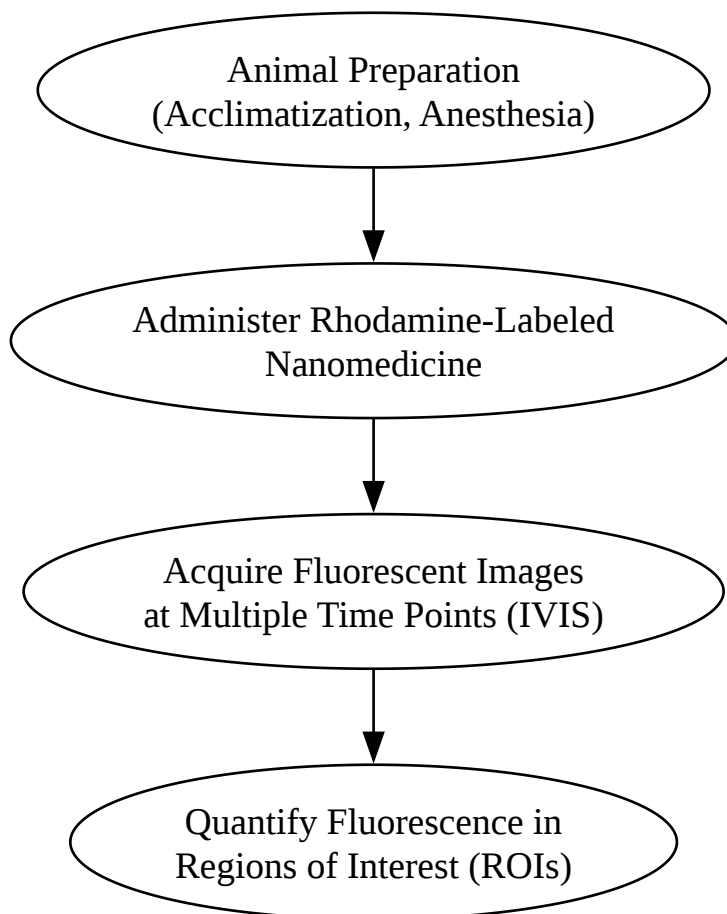 Animal Preparation
(Acclimatization, Anesthesia)
Administer Rhodamine-Labeled
Nanomedicine
Acquire Fluorescent Images
at Multiple Time Points (IVIS)
Quantify Fluorescence in
Regions of Interest (ROIs)